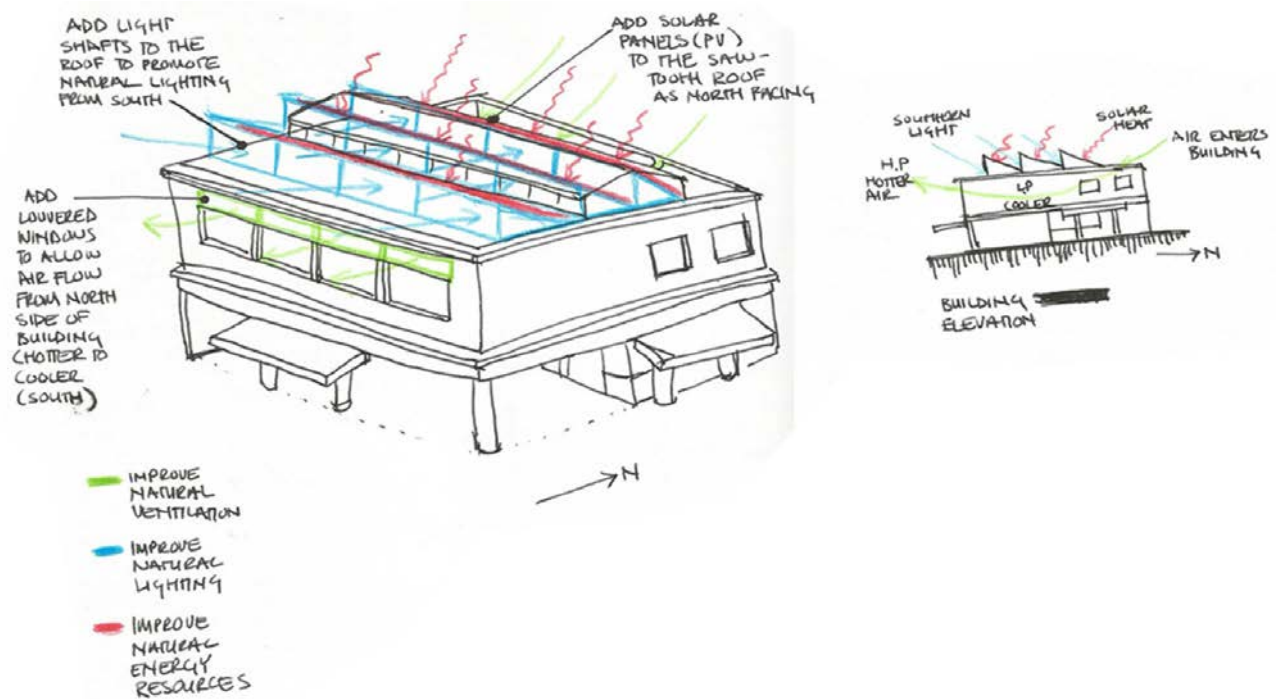 ADD LIGHT
SHAFTS TO THE
ROOF TO PROMOTE
NATURAL LIGHTING
FROM SOUTH
ADD SOLAR
PANELS (PV)
TO THE SAW-
TOOTH ROOF
AS NORTH FACING
ADD
LOUVERED
WINDOWS
TO ALLOW
AIR FLOW
FROM NORTH
SIDE OF
BUILDING
(HOTTER TO
COOLER
(SOUTH)
N
IMPROVE
NATURAL
VENTILATION
IMPROVE
NATURAL
LIGHTING
IMPROVE
NATURAL
ENERGY
RESOURCES
SOUTHERN
LIGHT
SOLAR
HEAT
AIR ENTERS
BUILDING
H.P
HOTTER
AIR
L.P
COOLER
N
BUILDING
ELEVATION